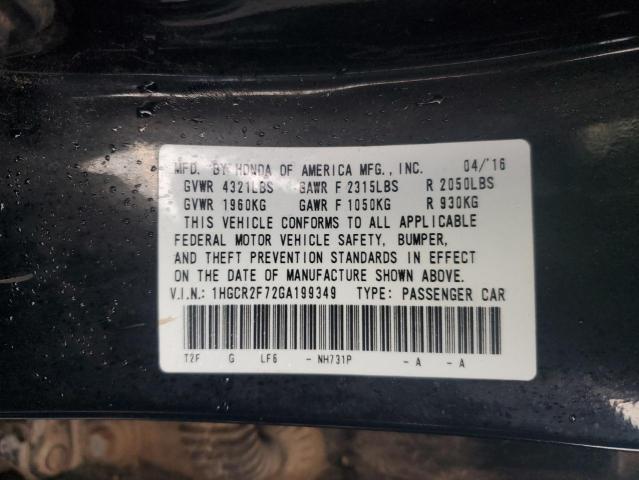 MFD. BY HONDA OF AMERICA MFG., INC. 04/'16
GVWR 4321LBS GAWR F 2315LBS R 2050LBS
GVWR 1960KG GAWR F 1050KG R 930KG
THIS VEHICLE CONFORMS TO ALL APPLICABLE
FEDERAL MOTOR VEHICLE SAFETY, BUMPER,
AND THEFT PREVENTION STANDARDS IN EFFECT
ON THE DATE OF MANUFACTURE SHOWN ABOVE.
V.I.N.: 1HGCR2F72GA199349 TYPE: PASSENGER CAR
T2F G LF6 - NH731P - A - A